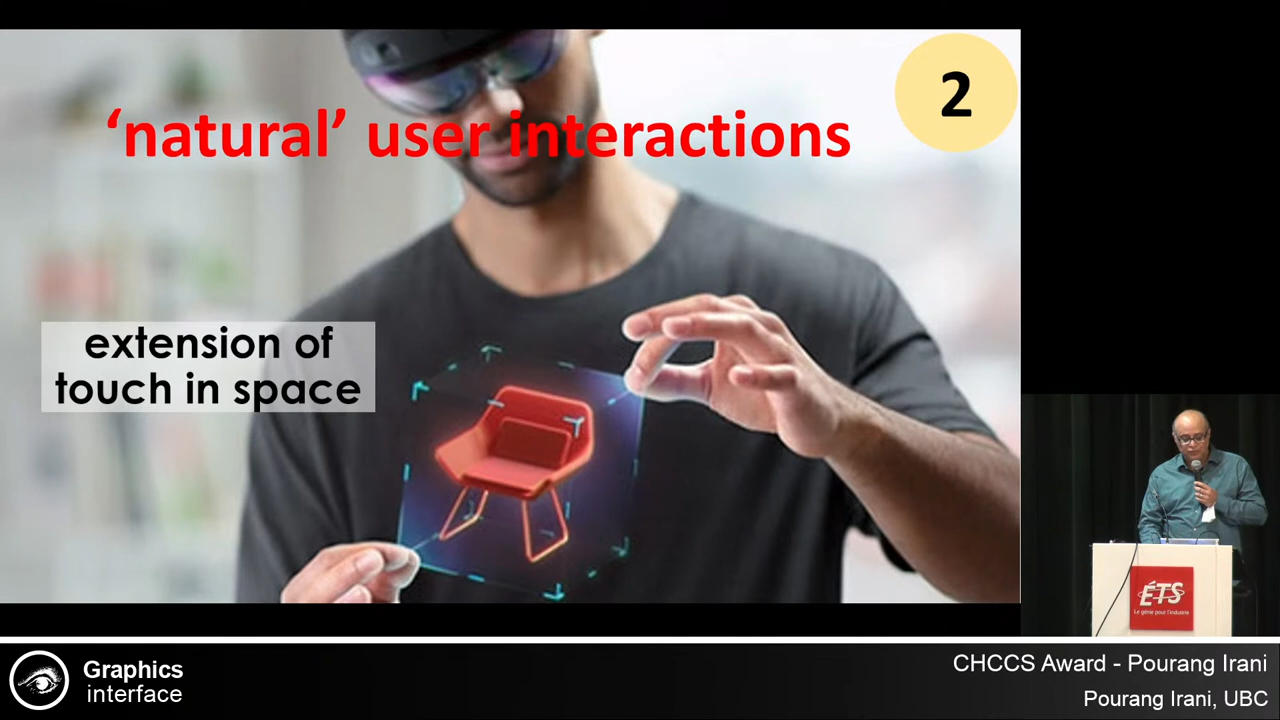 ‘natural’ user interactions
2
extension of
touch in space
ÉTS
Le génie pour l'industrie
Graphics
interface
CHCCS Award - Pourang Irani
Pourang Irani, UBC